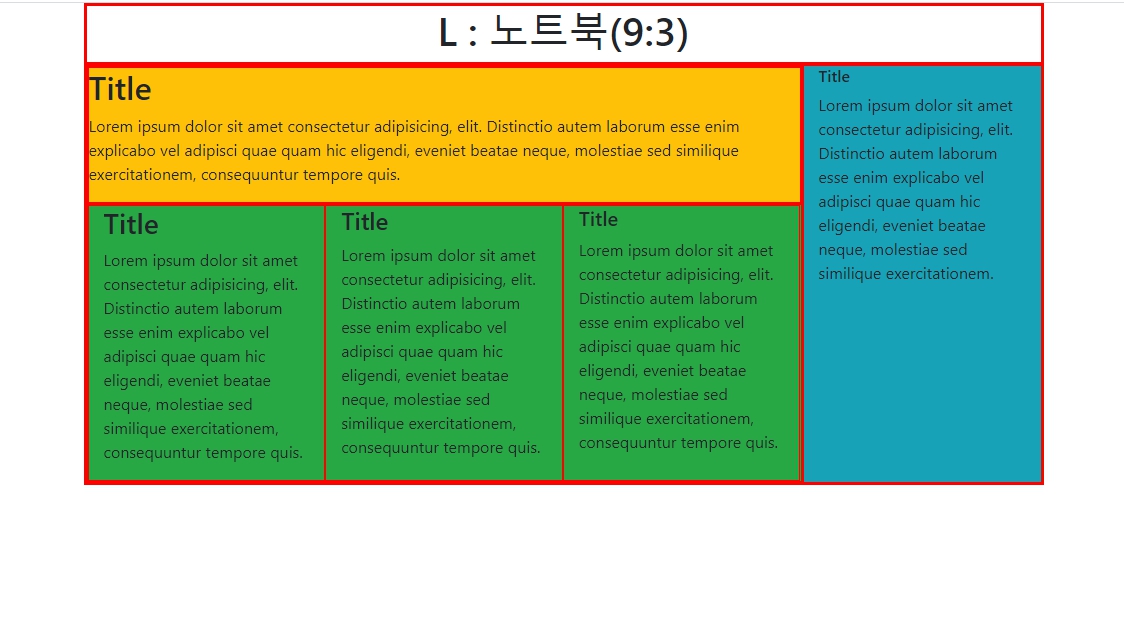 L : 노트북(9:3)
Title
Lorem ipsum dolor sit amet consectetur adipisicing, elit. Distinctio autem laborum esse enim
explicabo vel adipisci quae quam hic eligendi, eveniet beatae neque, molestiae sed similique
exercitationem, consequuntur tempore quis.
Title
Lorem ipsum dolor sit amet
consectetur adipisicing, elit.
Distinctio autem laborum
esse enim explicabo vel
adipisci quae quam hic
eligendi, eveniet beatae
neque, molestiae sed
similique exercitationem,
consequuntur tempore quis.
Title
Lorem ipsum dolor sit amet
consectetur adipisicing, elit.
Distinctio autem laborum
esse enim explicabo vel
adipisci quae quam hic
eligendi, eveniet beatae
neque, molestiae sed
similique exercitationem,
consequuntur tempore quis.
Title
Lorem ipsum dolor sit amet
consectetur adipisicing, elit.
Distinctio autem laborum
esse enim explicabo vel
adipisci quae quam hic
eligendi, eveniet beatae
neque, molestiae sed
similique exercitationem,
consequuntur tempore quis.
Title
Lorem ipsum dolor sit amet
consectetur adipisicing, elit.
Distinctio autem laborum
esse enim explicabo vel
adipisci quae quam hic
eligendi, eveniet beatae
neque, molestiae sed
similique exercitationem.